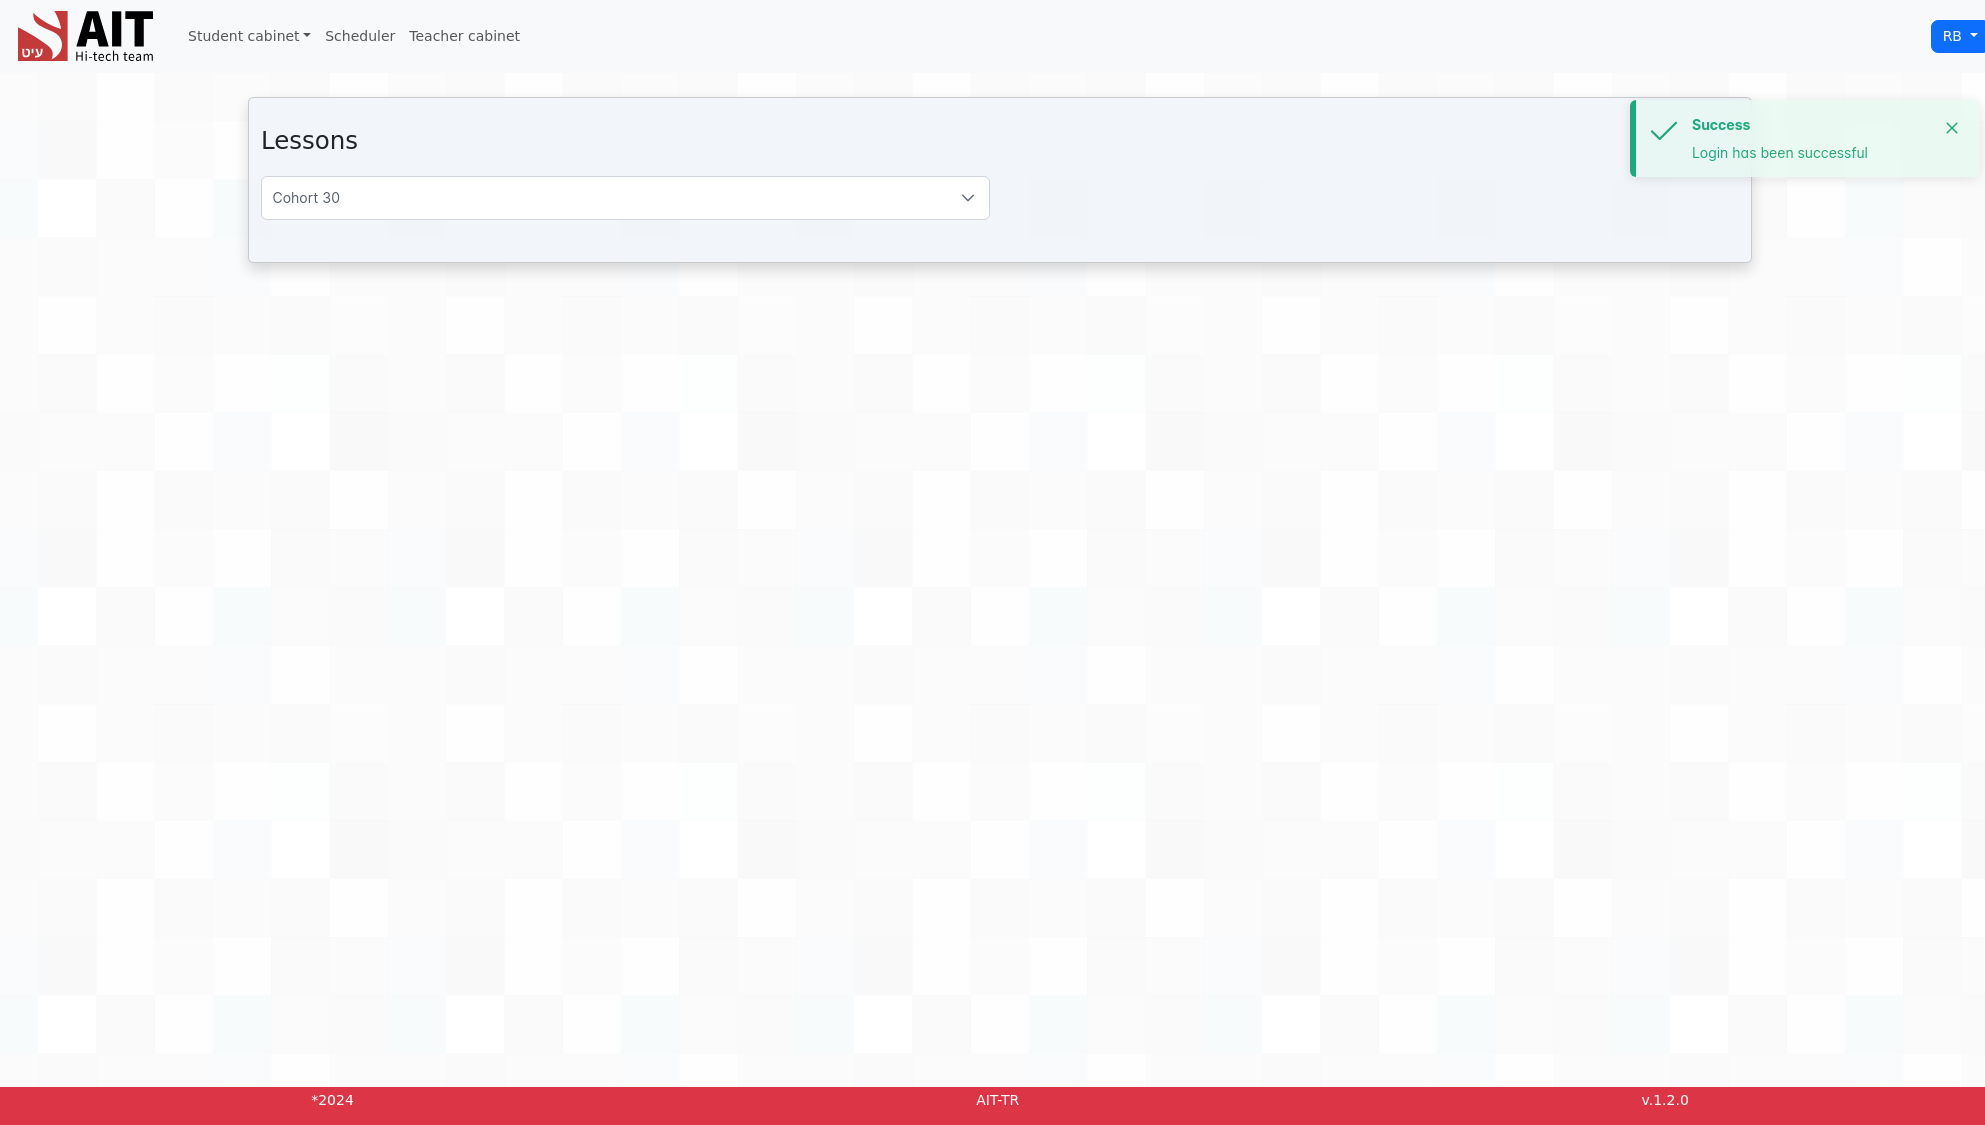 עיט
AIT
Hi-tech team
Student cabinet
Scheduler
Teacher cabinet
RB
Lessons
Cohort 30
Success
Login has been successful
*2024
AIT-TR
v.1.2.0